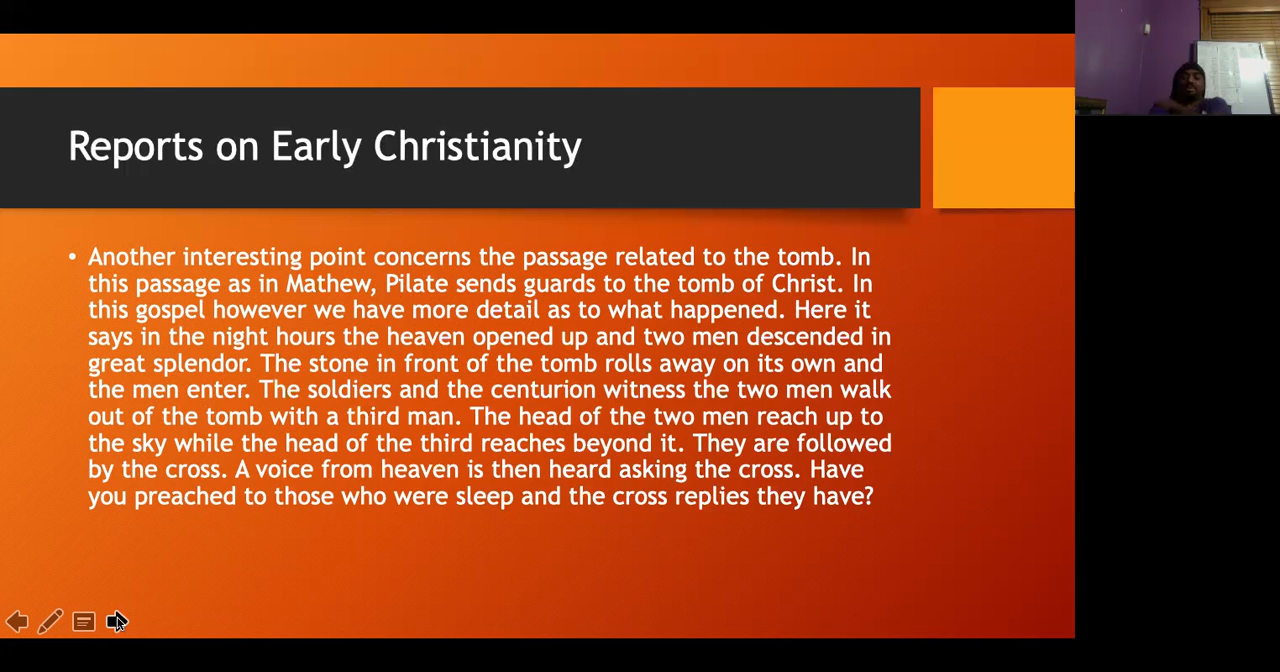 Reports on Early Christianity
• Another interesting point concerns the passage related to the tomb. In
this passage as in Mathew, Pilate sends guards to the tomb of Christ. In
this gospel however we have more detail as to what happened. Here it
says in the night hours the heaven opened up and two men descended in
great splendor. The stone in front of the tomb rolls away on its own and
the men enter. The soldiers and the centurion witness the two men walk
out of the tomb with a third man. The head of the two men reach up to
the sky while the head of the third reaches beyond it. They are followed
by the cross. A voice from heaven is then heard asking the cross. Have
you preached to those who were sleep and the cross replies they have?